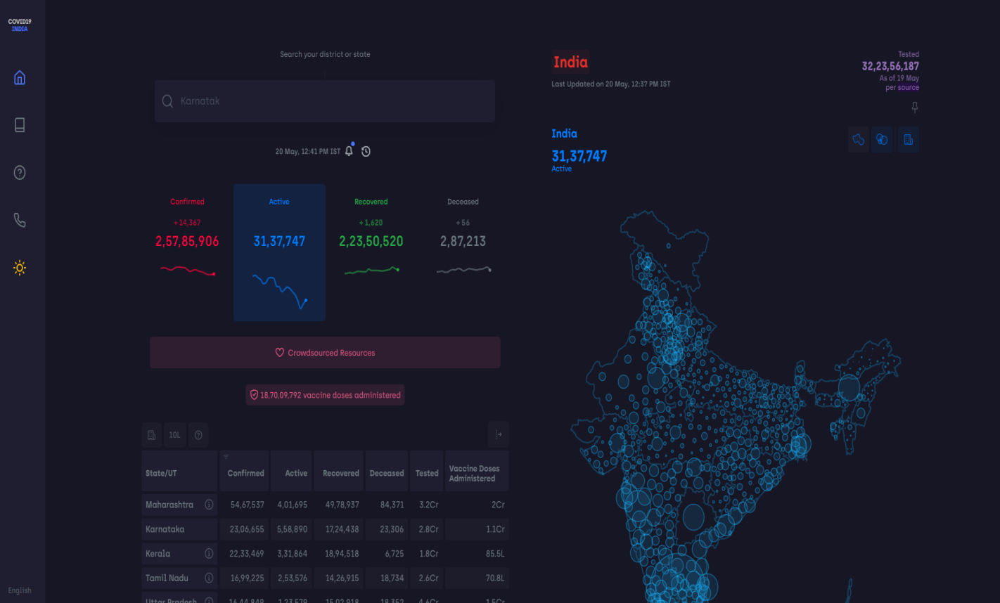 COVID19
INDIA
Search your district or state
Karnatak
20 May, 12:41 PM IST
Confirmed
+14,367
2,57,85,906
Active
31,37,747
Recovered
+1,620
2,23,50,520
Deceased
+56
2,87,213
Crowdsourced Resources
18,70,09,792 vaccine doses administered
10L
State/UT Confirmed Active Recovered Deceased Tested Vaccine Doses Administered
Maharashtra 54,67,537 4,01,695 49,78,937 84,371 3.2Cr 2Cr
Karnataka 23,06,655 5,58,890 17,24,438 23,306 2.8Cr 1.1Cr
Kerala 22,33,469 3,31,864 18,94,518 6,725 1.8Cr 85.5L
Tamil Nadu 16,99,225 2,53,576 14,26,915 18,734 2.6Cr 70.8L
Uttar Pradesh 16,44,849 1,23,579 15,02,918 18,352 4.6Cr 1.5Cr
English
India
Last Updated on 20 May, 12:37 PM IST
Tested
32,23,56,187
As of 19 May
per source
India
31,37,747
Active